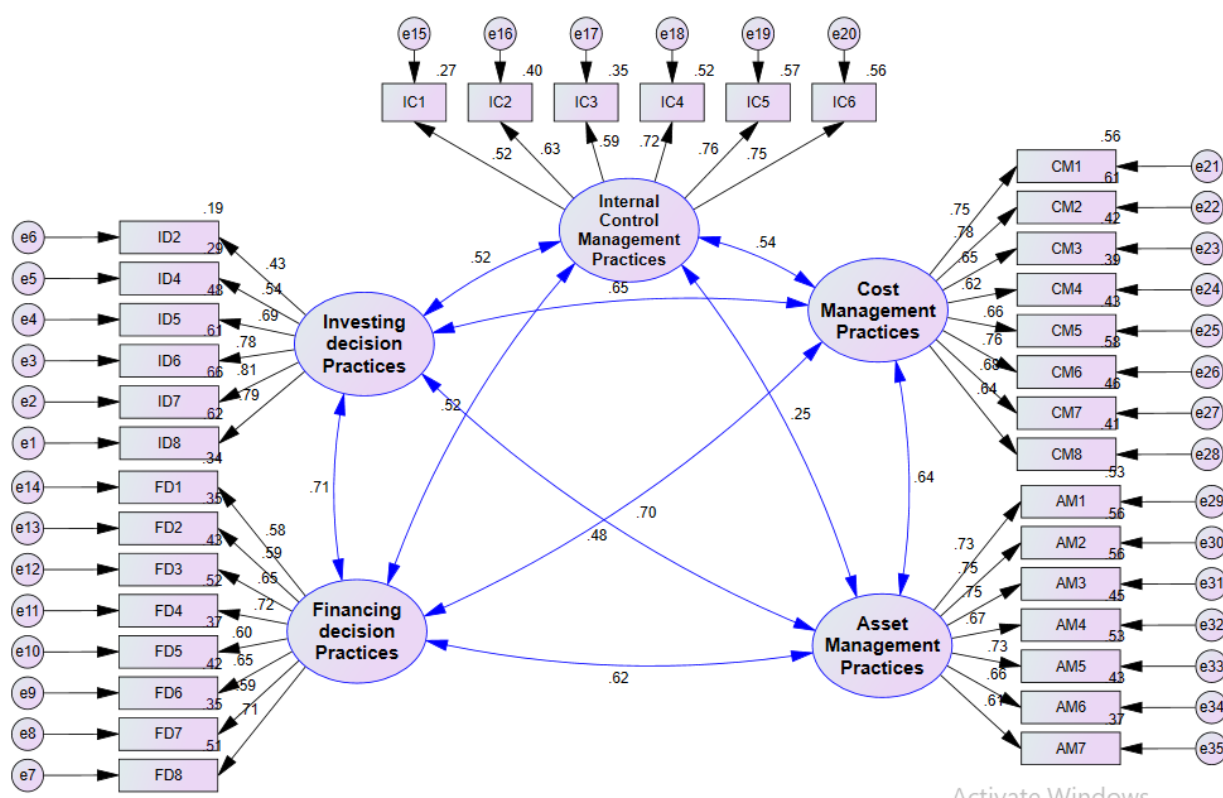 e15 e16 e17 e18 e19 e20
.27 .40 .35 .52 .57 .56
IC1 IC2 IC3 IC4 IC5 IC6
.52 .63 .59 .72 .76 .75
Internal
Control
Management
Practices
.19
e6 ID2
.29
e5 ID4
.48
e4 ID5
.61
e3 ID6
.66
e2 ID7
.62
e1 ID8
.43
.54
.69
.78
.81
.79
Investing
decision
Practices
.34
e14 FD1
.35
e13 FD2
.43
e12 FD3
.52
e11 FD4
.37
e10 FD5
.42
e9 FD6
.35
e8 FD7
.51
e7 FD8
.58
.59
.65
.72
.60
.65
.59
.71
Financing
decision
Practices
.52
.54
.65
.52
.25
.71
.70
.48
.64
.62
Cost
Management
Practices
.75
.78
.65
.62
.66
.76
.68
.64
.56
CM1 e21
.61
CM2 e22
.42
CM3 e23
.39
CM4 e24
.43
CM5 e25
.58
CM6 e26
.46
CM7 e27
.41
CM8 e28
Asset
Management
Practices
.73
.75
.75
.67
.73
.66
.61
.53
AM1 e29
.56
AM2 e30
.56
AM3 e31
.45
AM4 e32
.53
AM5 e33
.43
AM6 e34
.37
AM7 e35
Activate Windows